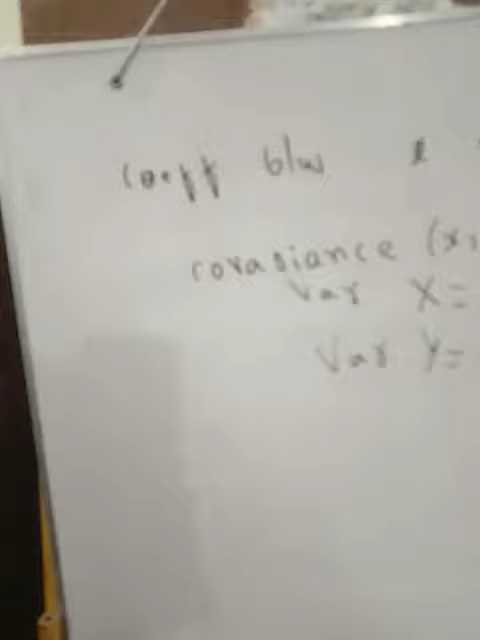 coeff b/w x
covariance (x,
Var X =
Var Y =